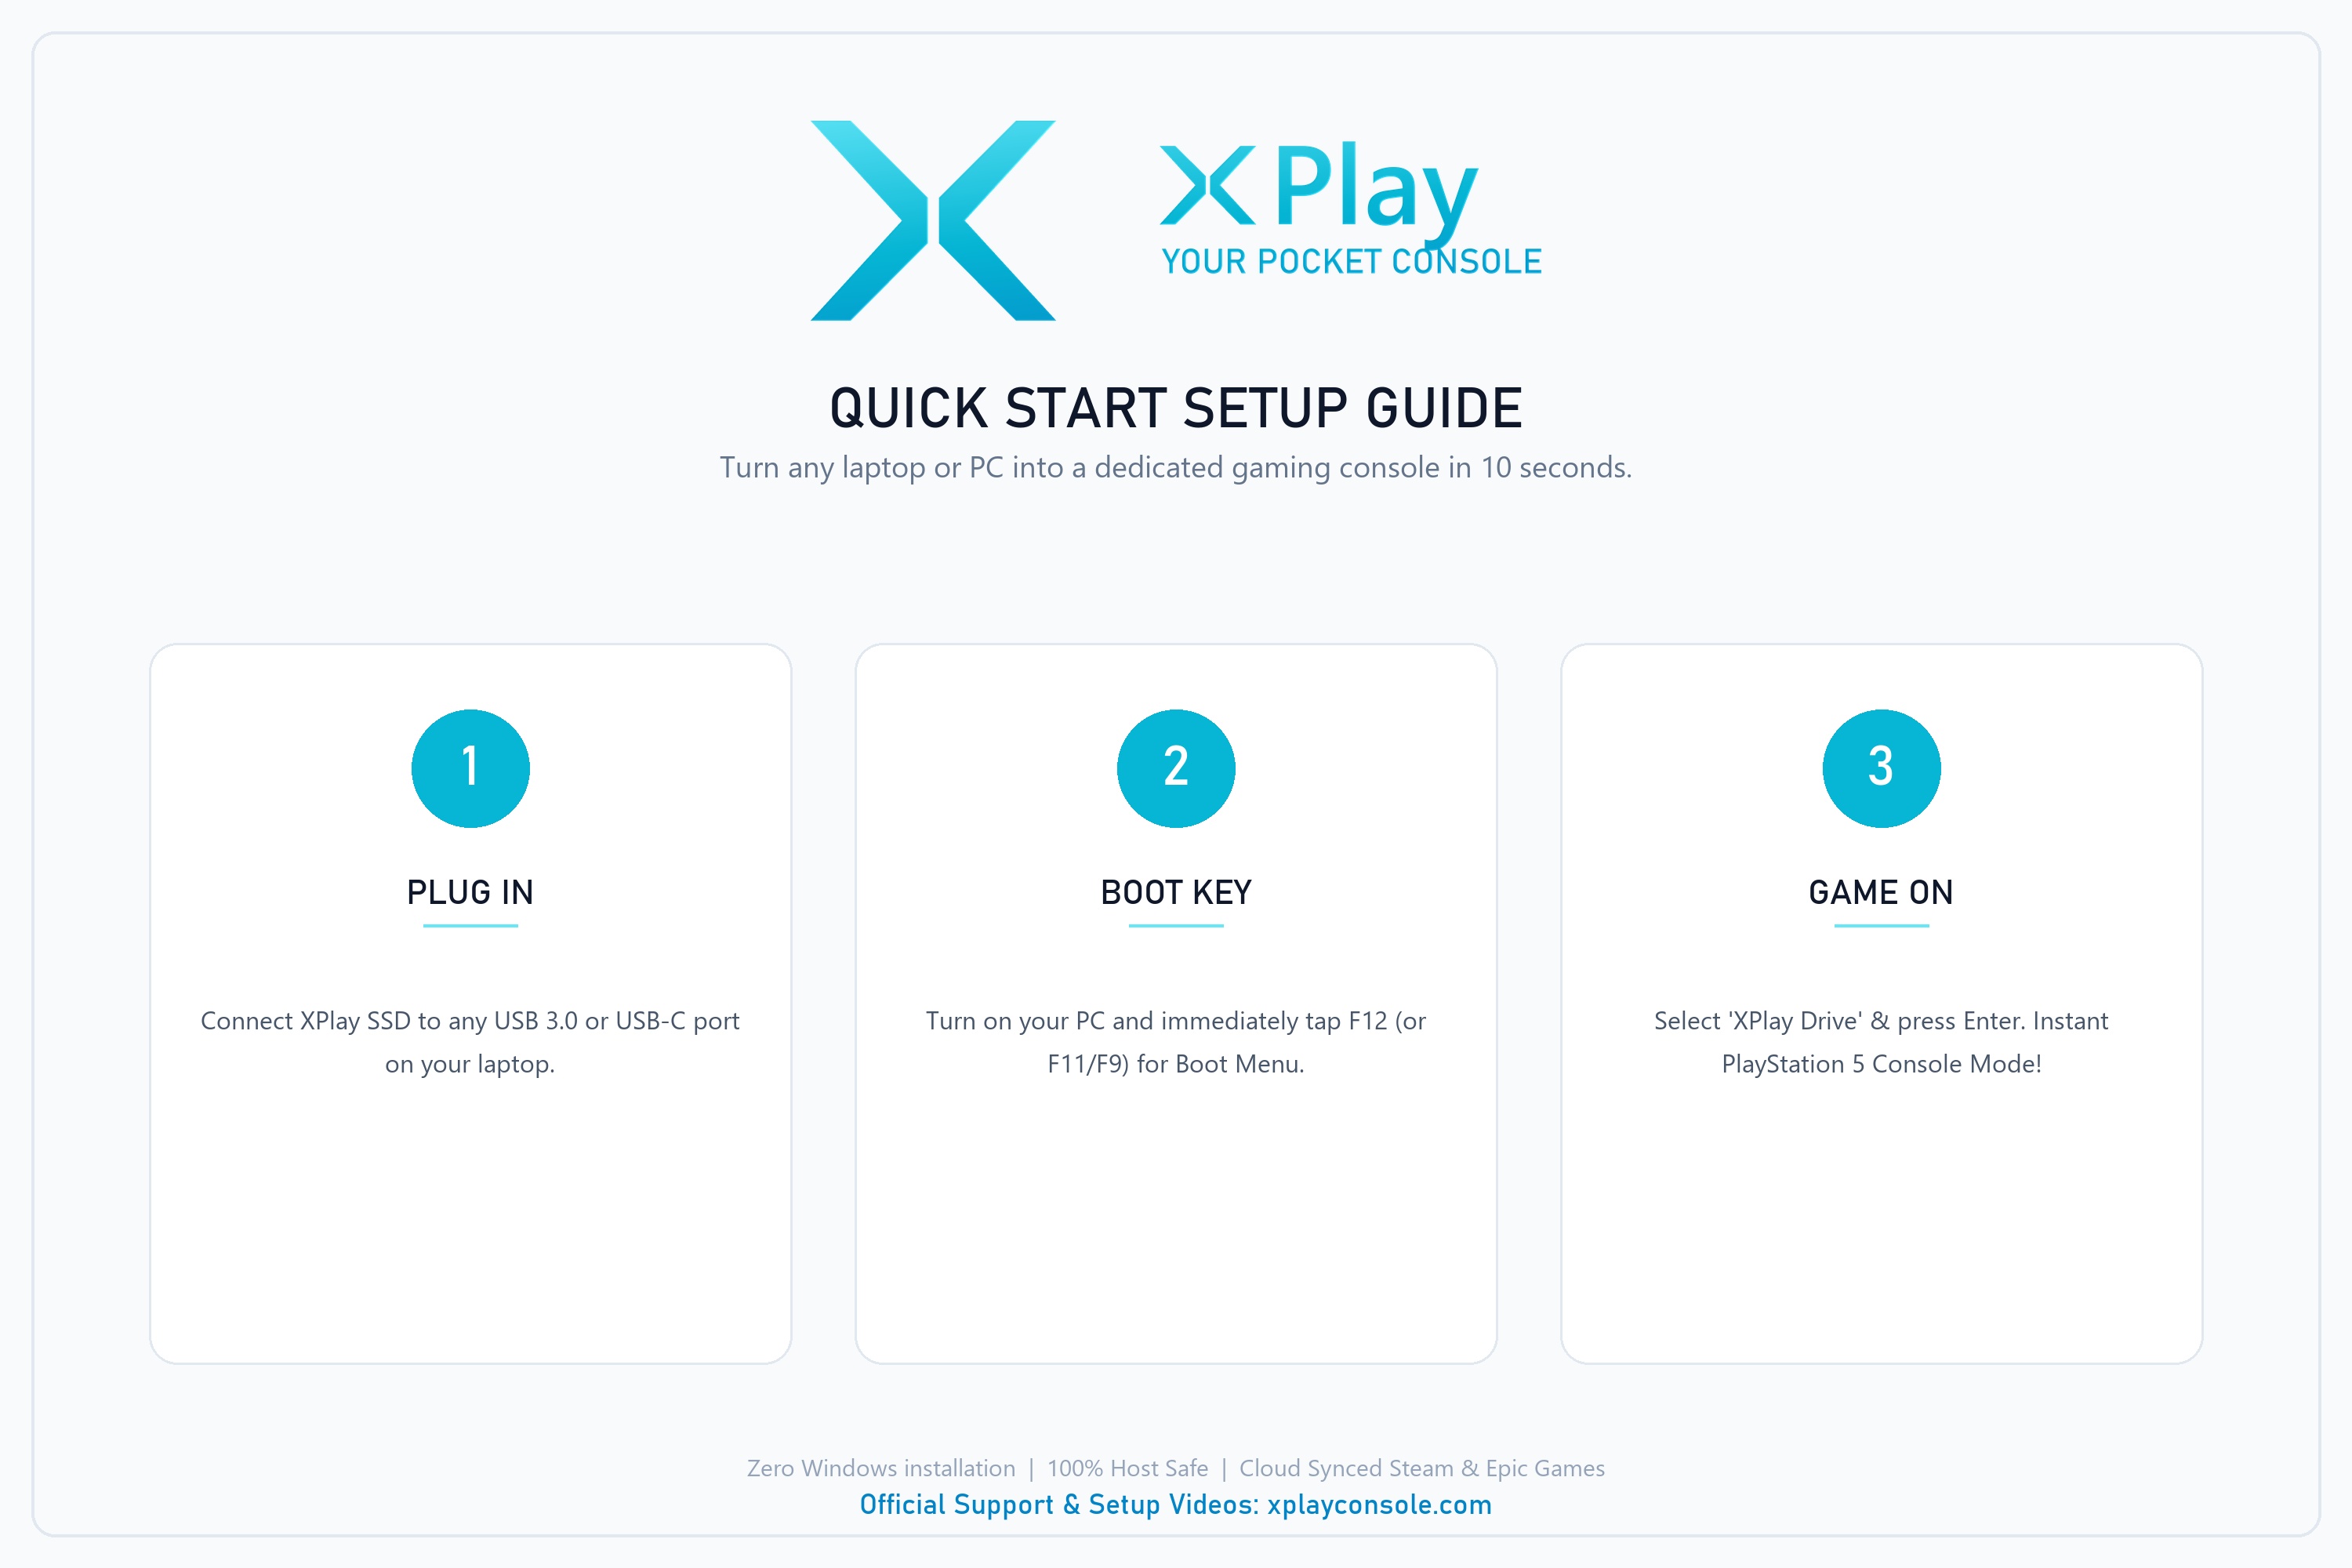 X Play
YOUR POCKET CONSOLE
QUICK START SETUP GUIDE
Turn any laptop or PC into a dedicated gaming console in 10 seconds.
1
PLUG IN
Connect XPlay SSD to any USB 3.0 or USB-C port
on your laptop.
2
BOOT KEY
Turn on your PC and immediately tap F12 (or
F11/F9) for Boot Menu.
3
GAME ON
Select 'XPlay Drive' & press Enter. Instant
PlayStation 5 Console Mode!
Zero Windows installation | 100% Host Safe | Cloud Synced Steam & Epic Games
Official Support & Setup Videos: xplayconsole.com